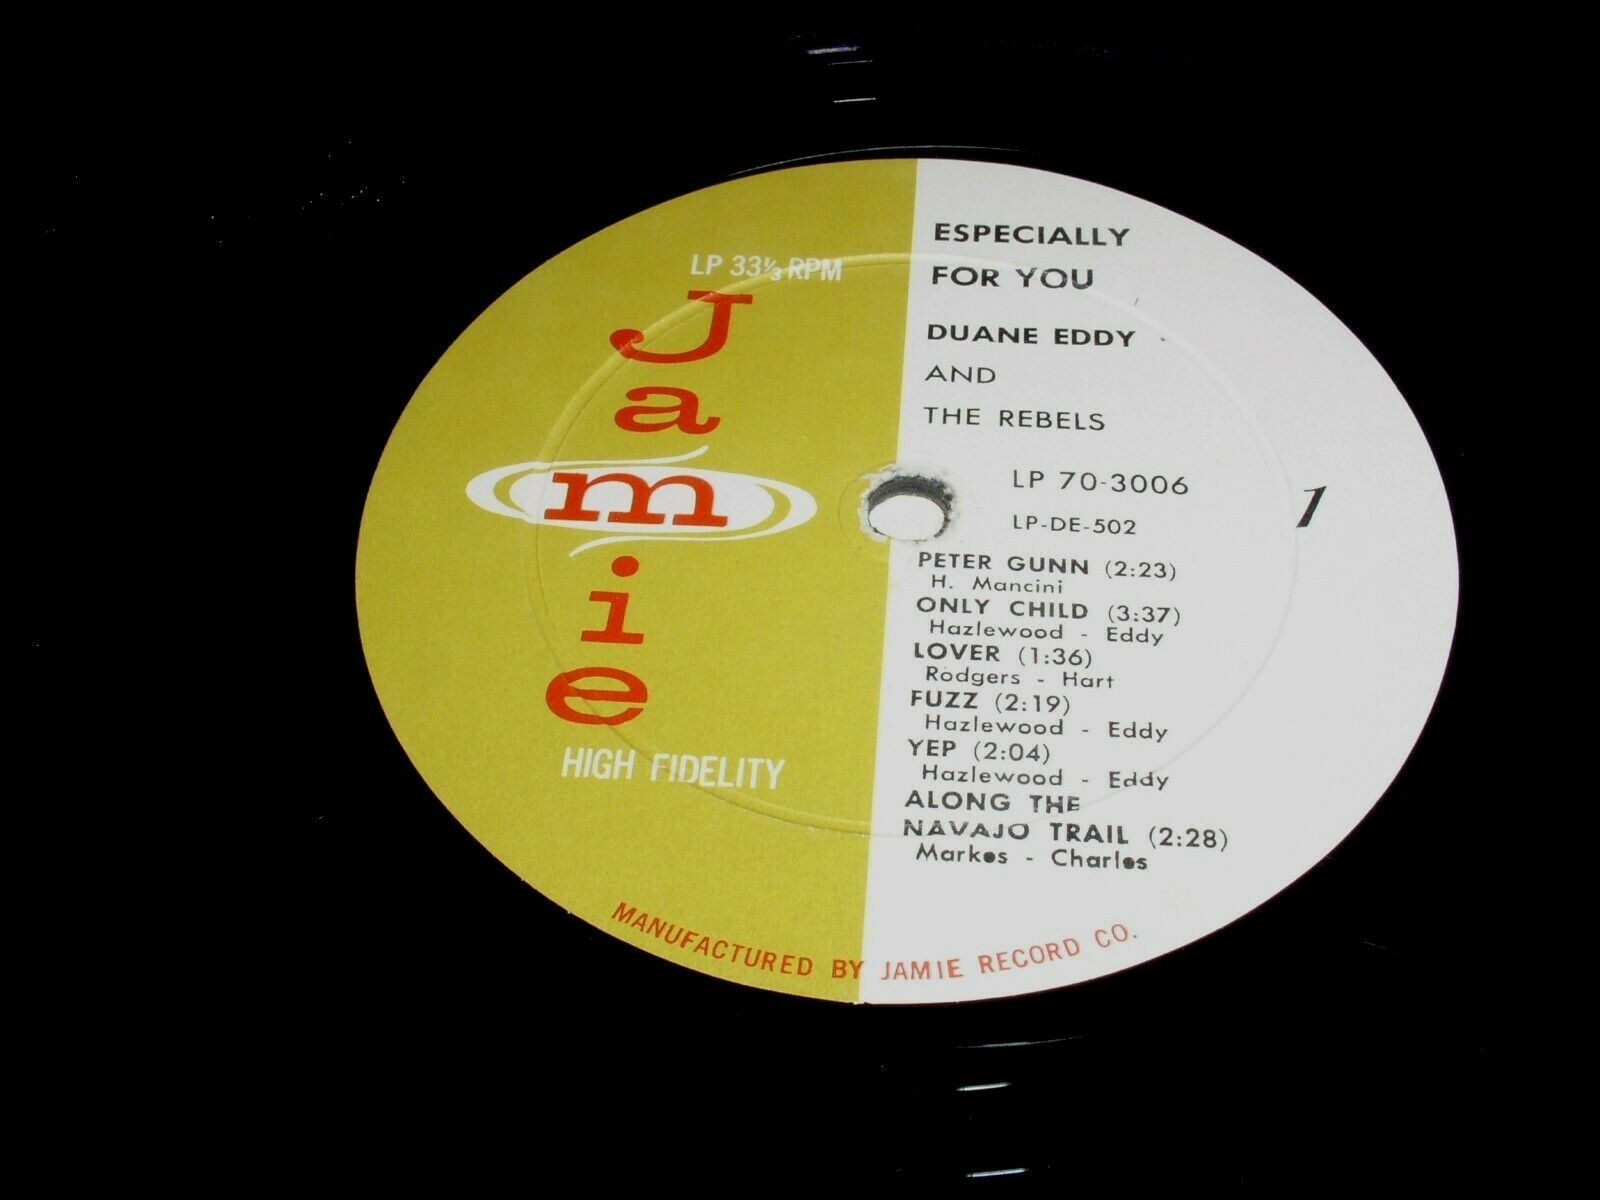 LP 33⅓ RPM
Jamie
HIGH FIDELITY
ESPECIALLY
FOR YOU
DUANE EDDY
AND
THE REBELS
LP 70-3006
LP-DE-502
1
PETER GUNN (2:23)
H. Mancini
ONLY CHILD (3:37)
Hazlewood - Eddy
LOVER (1:36)
Rodgers - Hart
FUZZ (2:19)
Hazlewood - Eddy
YEP (2:04)
Hazlewood - Eddy
ALONG THE
NAVAJO TRAIL (2:28)
Markes - Charles
MANUFACTURED BY JAMIE RECORD CO.